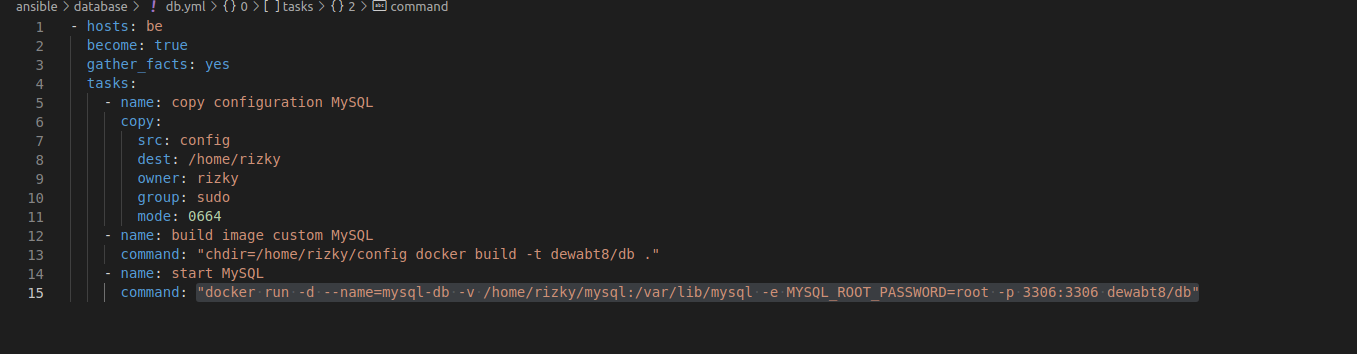 ansible > database > ! db.yml > {} 0 > [ ] tasks > {} 2 > abc command
1 - hosts: be
2 become: true
3 gather_facts: yes
4 tasks:
5 - name: copy configuration MySQL
6 copy:
7 src: config
8 dest: /home/rizky
9 owner: rizky
10 group: sudo
11 mode: 0664
12 - name: build image custom MySQL
13 command: "chdir=/home/rizky/config docker build -t dewabt8/db ."
14 - name: start MySQL
15 command: "docker run -d --name=mysql-db -v /home/rizky/mysql:/var/lib/mysql -e MYSQL_ROOT_PASSWORD=root -p 3306:3306 dewabt8/db"